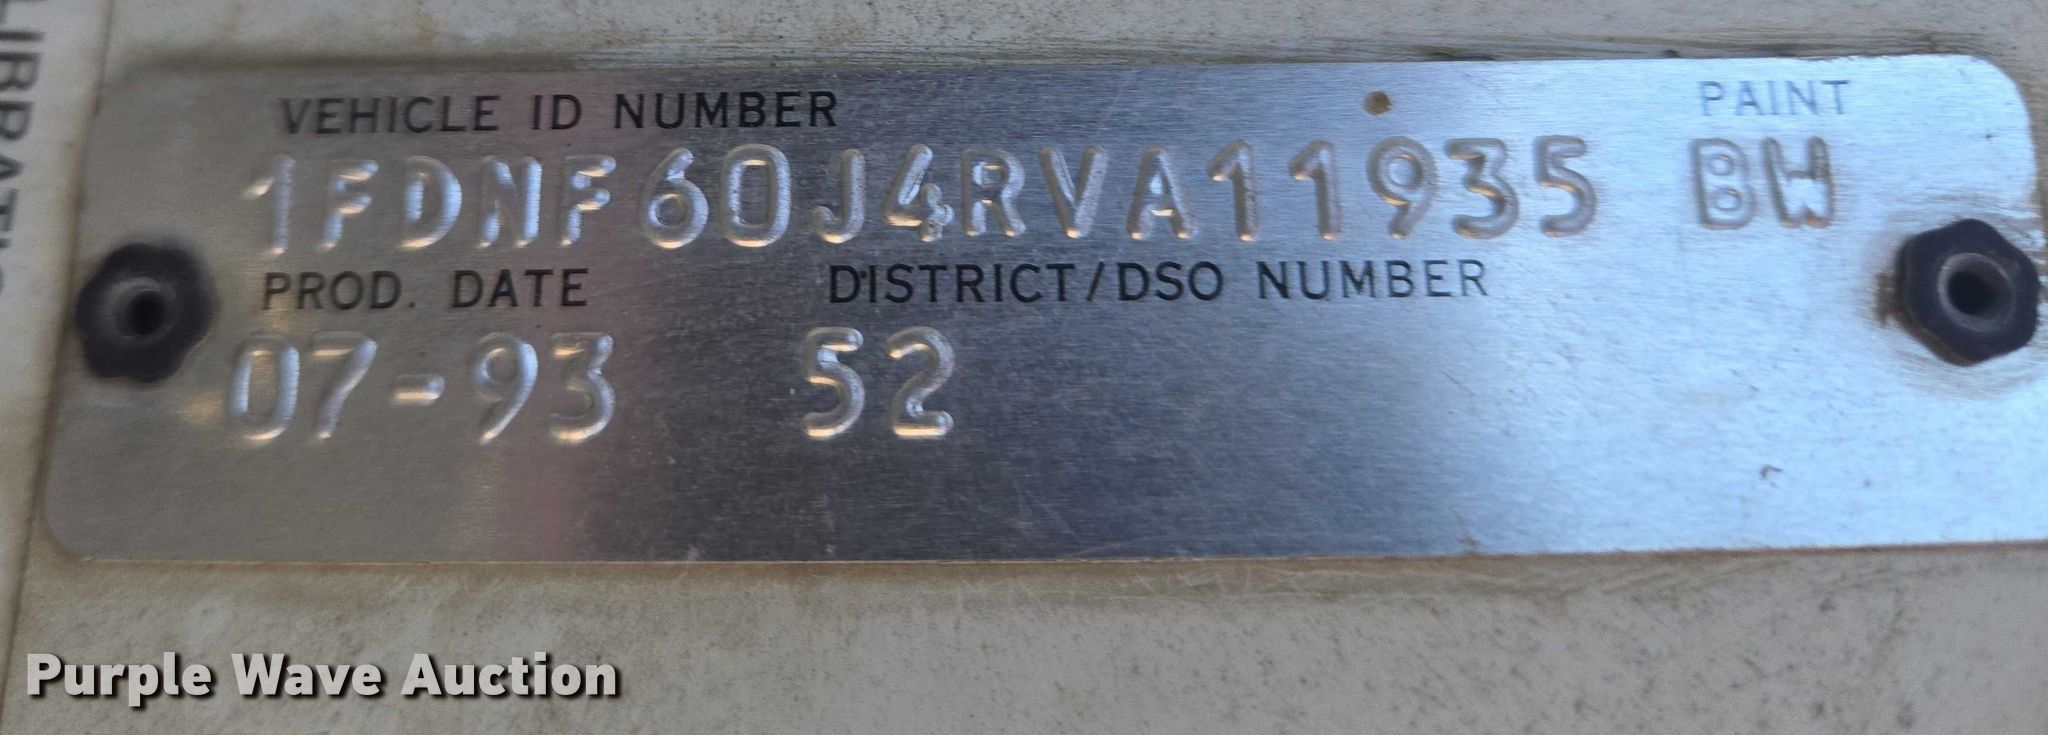 VEHICLE ID NUMBER PAINT
1FDNF60J4RVA11935 BW
PROD. DATE DISTRICT/DSO NUMBER
07-93 52
Purple Wave Auction